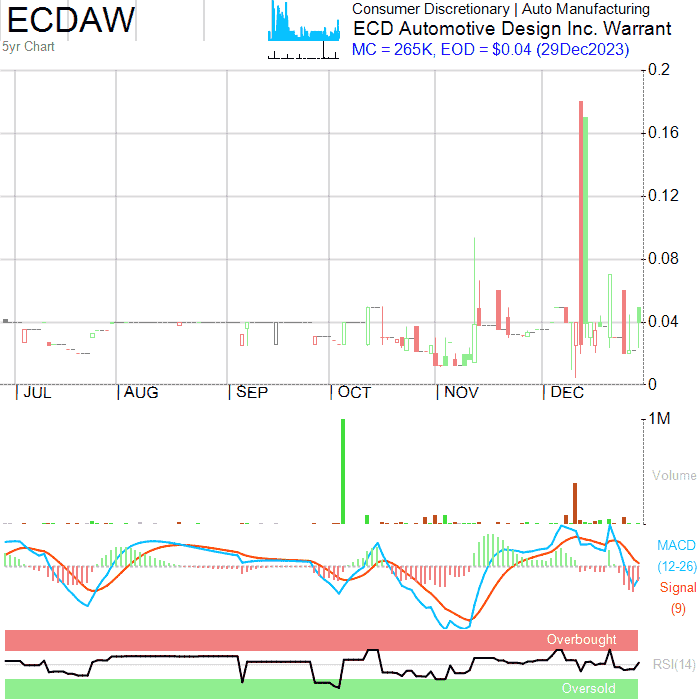 ECDAW
5yr Chart
Consumer Discretionary | Auto Manufacturing
ECD Automotive Design Inc. Warrant
MC = 265K, EOD = $0.04 (29Dec2023)
0.2
0.16
0.12
0.08
0.04
0
JUL AUG SEP OCT NOV DEC
1M
Volume
MACD
(12-26)
Signal
(9)
Overbought
RSI(14)
Oversold